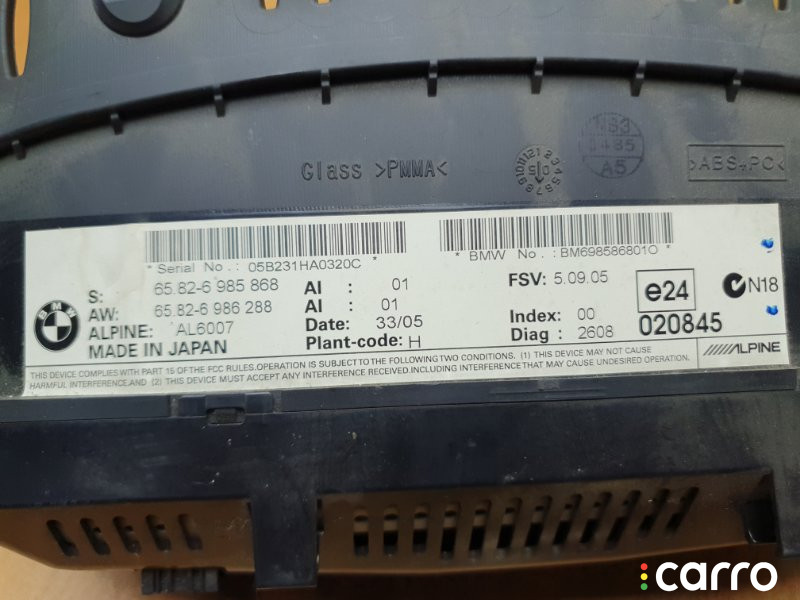 Glass >PMMA<
>ABS+PC<
* Serial No. : 05B231HA0320C *
* BMW No. : BM69858680​1O *
S: 65.82-6 985 868 AI : 01
AW: 65.82-6 986 288 AI : 01
ALPINE: AL6007 Date: 33/05
MADE IN JAPAN Plant-code: H
FSV: 5.09.05
Index: 00
Diag : 2608
e24
020845
N18
BMW
ALPINE
THIS DEVICE COMPLIES WITH PART 15 OF THE FCC RULES. OPERATION IS SUBJECT TO THE FOLLOWING TWO CONDITIONS. (1) THIS DEVICE MAY NOT CAUSE
HARMFUL INTERFERENCE,AND (2) THIS DEVICE MUST ACCEPT ANY INTERFERENCE RECEIVED.INCLUDING INTERFERENCE THAT MAY CAUSE UNDESIRED OPERATION.
carro